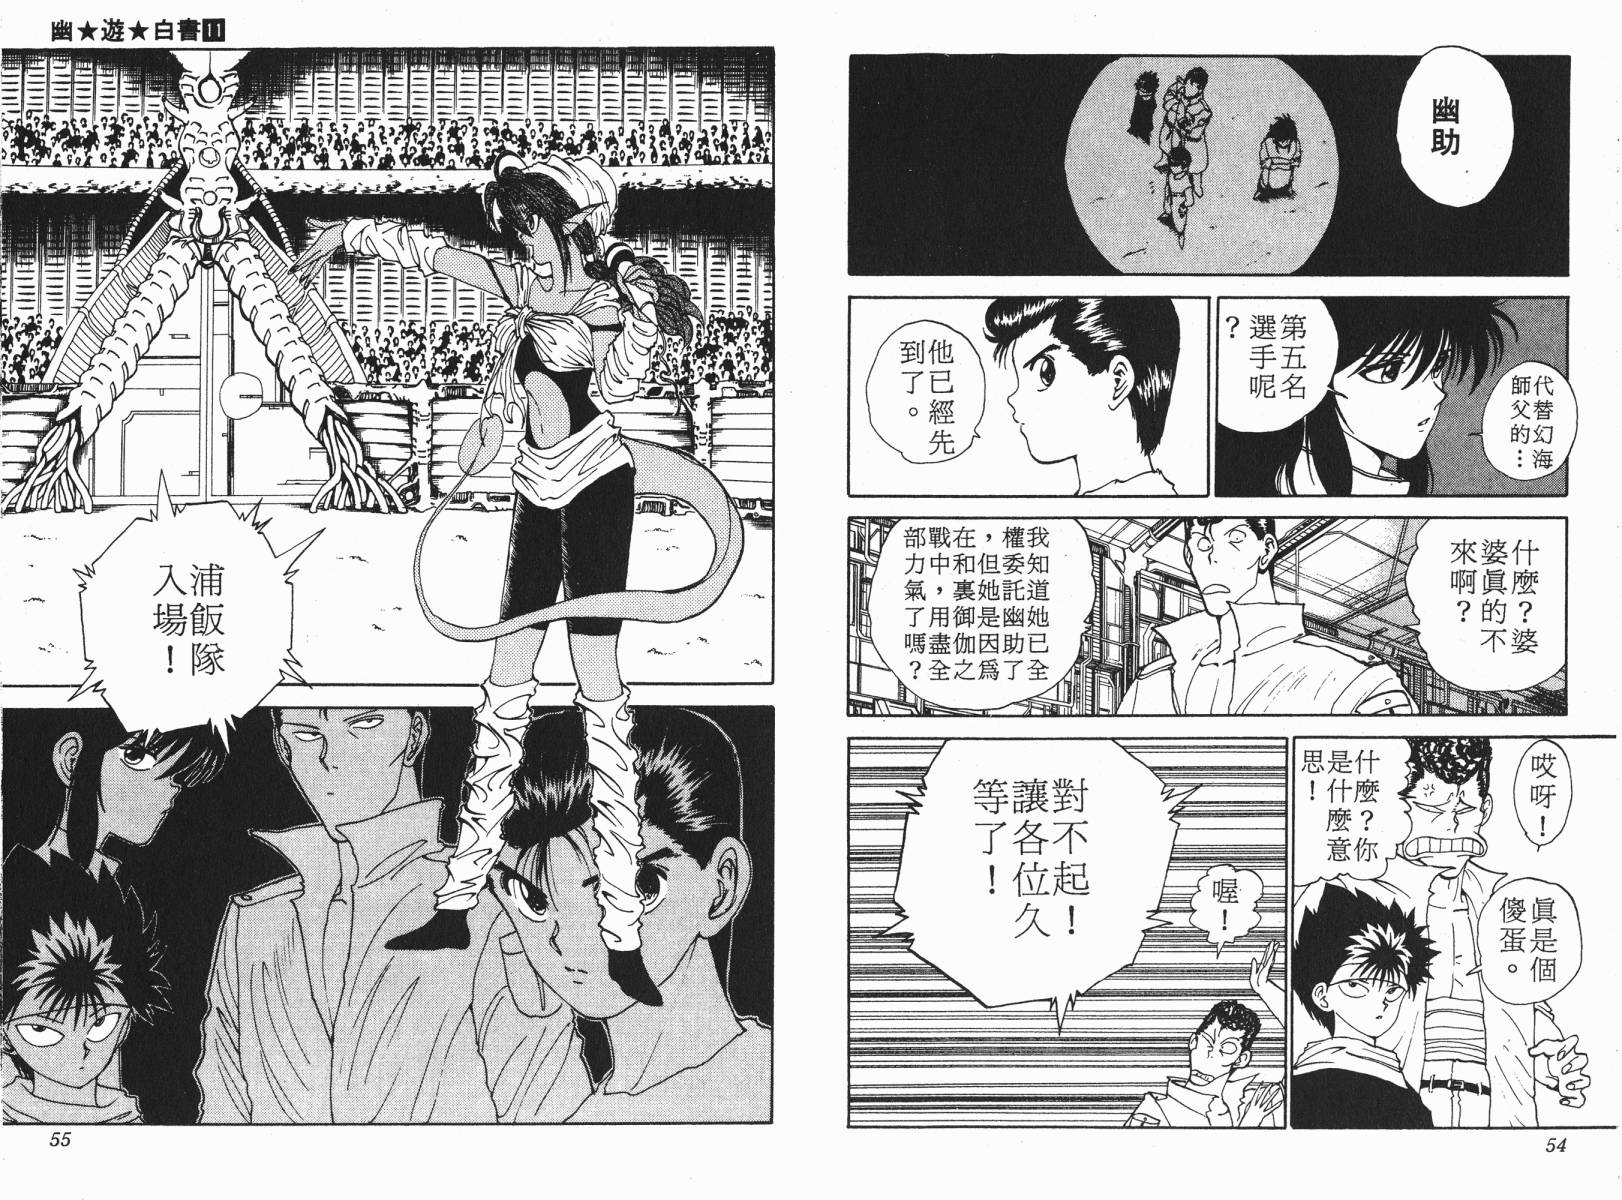 幽助
代替幻海
師父的…
第五名
選手呢
？
他已經先
到了。
什麼？婆
婆眞的不
來啊？
我知道她已全
權委託幽助了
，但她是因為
在和裏御伽之
戰中，用盡全
部力氣了嗎？
哎呀！
眞是個
傻蛋。
什麼？你
是什麼意
思！
喔！
對不起！
讓各位久
等了！
54
幽★遊★白書11
浦飯隊
入場！
55